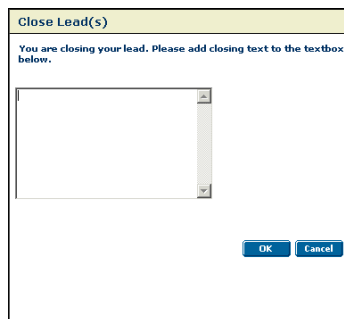 Close Lead(s)
You are closing your lead. Please add closing text to the textbox
below.
OK Cancel